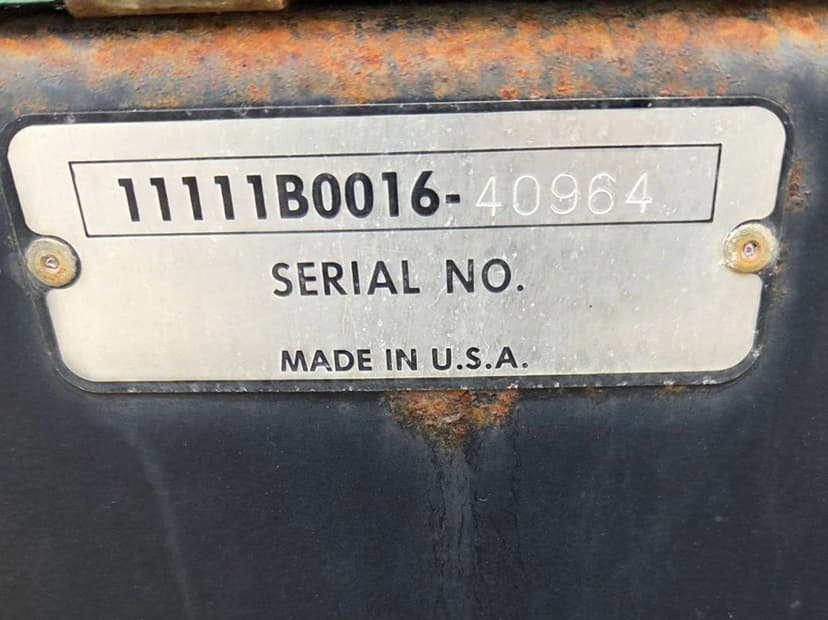 11111B0016-40964
SERIAL NO.
MADE IN U.S.A.